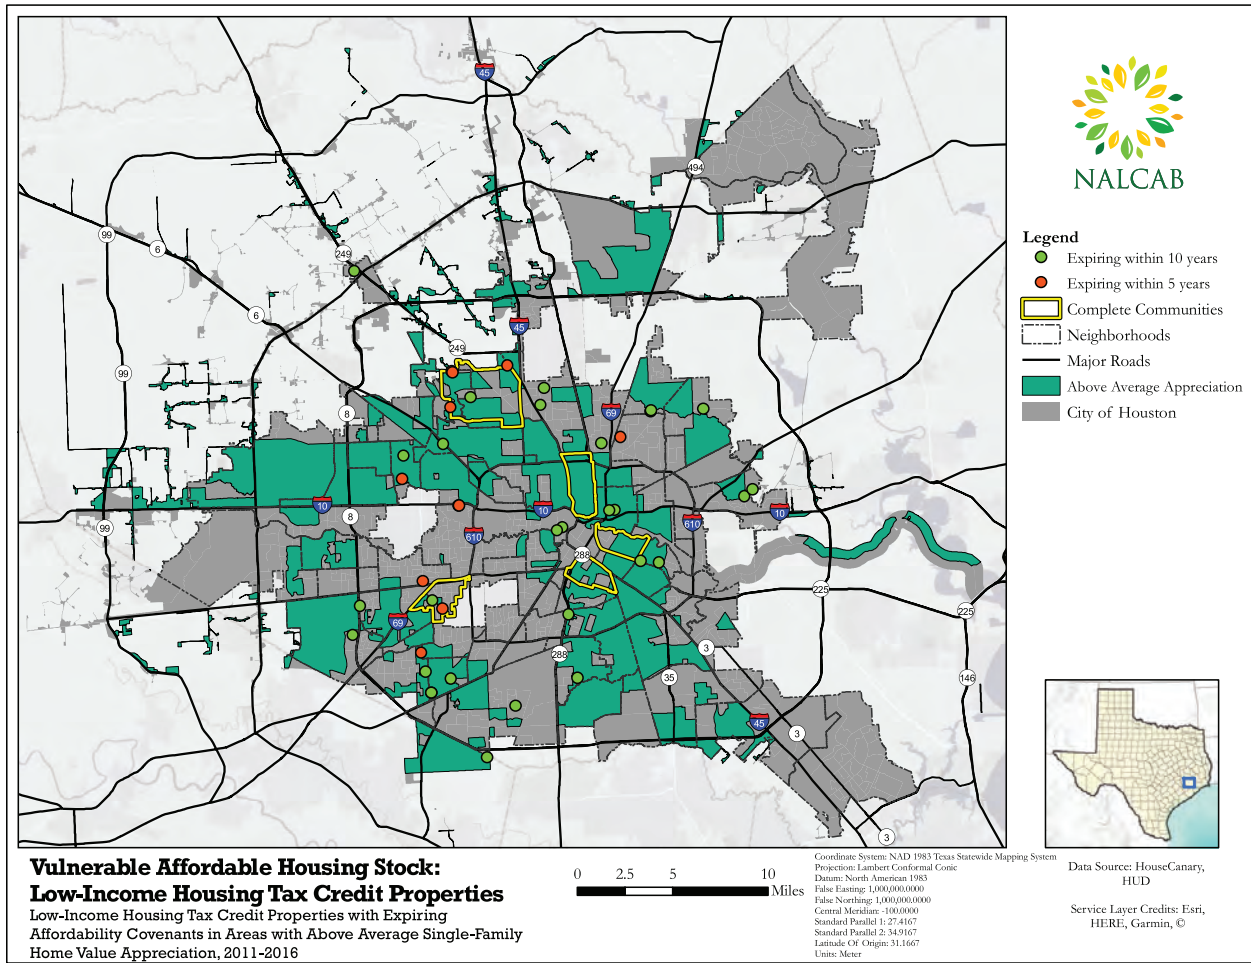 45
494
99
6
249
99
6
45
249
99
8
69
10
8
10
610
10
99
610
288
225
225
69
3
288
35
146
45
3
3
NALCAB
Legend
Expiring within 10 years
Expiring within 5 years
Complete Communities
Neighborhoods
Major Roads
Above Average Appreciation
City of Houston
Vulnerable Affordable Housing Stock:
Low-Income Housing Tax Credit Properties
Low-Income Housing Tax Credit Properties with Expiring
Affordability Covenants in Areas with Above Average Single-Family
Home Value Appreciation, 2011-2016
0 2.5 5 10
Miles
Coordinate System: NAD 1983 Texas Statewide Mapping System
Projection: Lambert Conformal Conic
Datum: North American 1983
False Easting: 1,000,000.0000
False Northing: 1,000,000.0000
Central Meridian: -100.0000
Standard Parallel 1: 27.4167
Standard Parallel 2: 34.9167
Latitude Of Origin: 31.1667
Units: Meter
Data Source: HouseCanary,
HUD
Service Layer Credits: Esri,
HERE, Garmin, ©